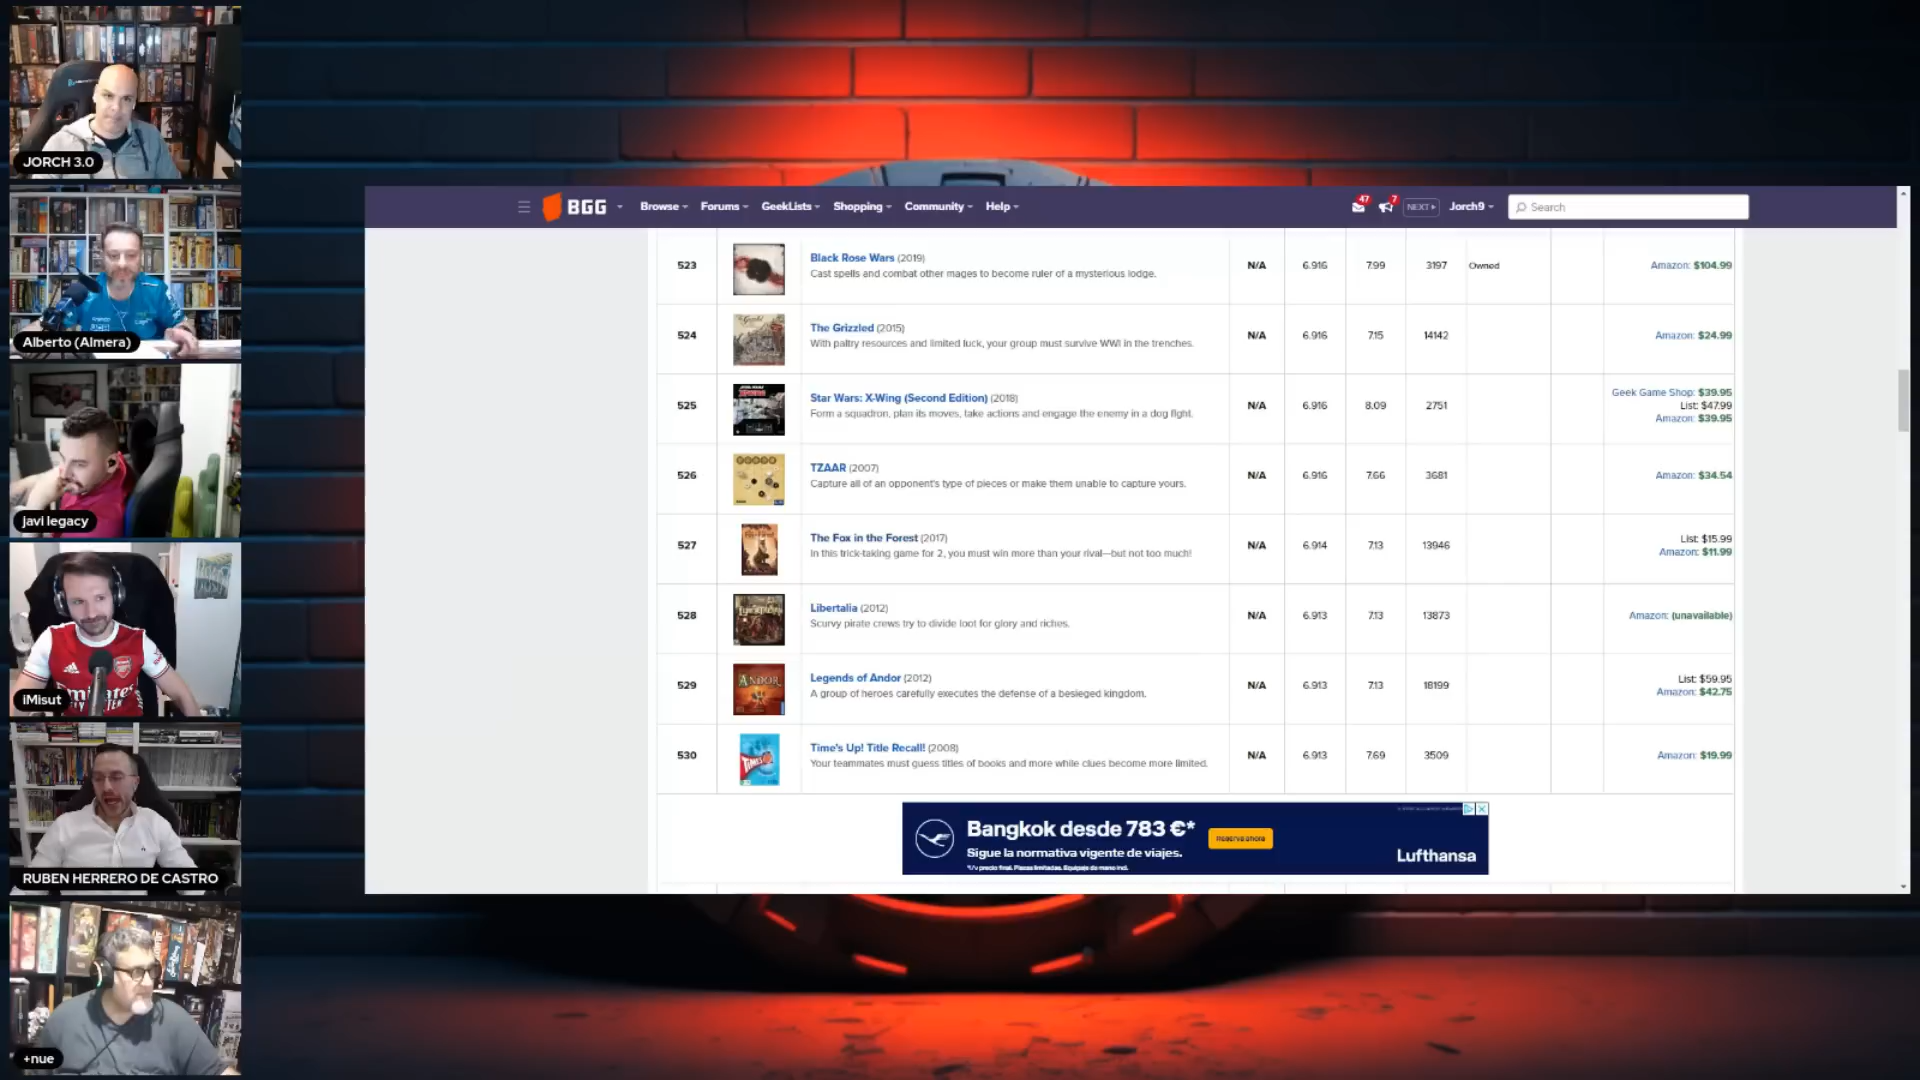 JORCH 3.0
Alberto (Almera)
javi legacy
iMisut
RUBEN HERRERO DE CASTRO
+nue
BGG Browse Forums GeekLists Shopping Community Help 47 7 NEXT Jorch9 Search
523 Black Rose Wars (2019) N/A 6.916 7.99 3197 Owned Amazon: $104.99
Cast spells and combat other mages to become ruler of a mysterious lodge.
524 The Grizzled (2015) N/A 6.916 7.15 14142 Amazon: $24.99
With paltry resources and limited luck, your group must survive WWI in the trenches.
525 Star Wars: X-Wing (Second Edition) (2018) N/A 6.916 8.09 2751 Geek Game Shop: $39.95
List: $47.99
Form a squadron, plan its moves, take actions and engage the enemy in a dog fight. Amazon: $39.95
526 TZAAR (2007) N/A 6.916 7.66 3681 Amazon: $34.54
Capture all of an opponent's type of pieces or make them unable to capture yours.
527 The Fox in the Forest (2017) N/A 6.914 7.13 13946 List: $15.99
In this trick-taking game for 2, you must win more than your rival—but not too much! Amazon: $11.99
528 Libertalia (2012) N/A 6.913 7.13 13873 Amazon: (unavailable)
Scurvy pirate crews try to divide loot for glory and riches.
529 Legends of Andor (2012) N/A 6.913 7.13 18199 List: $59.95
A group of heroes carefully executes the defense of a besieged kingdom. Amazon: $42.75
ANDOR
530 Time's Up! Title Recall! (2008) N/A 6.913 7.69 3509 Amazon: $19.99
Your teammates must guess titles of books and more while clues become more limited.
Bangkok desde 783 €*
Reserve ahora
Sigue la normativa vigente de viajes.
Lufthansa